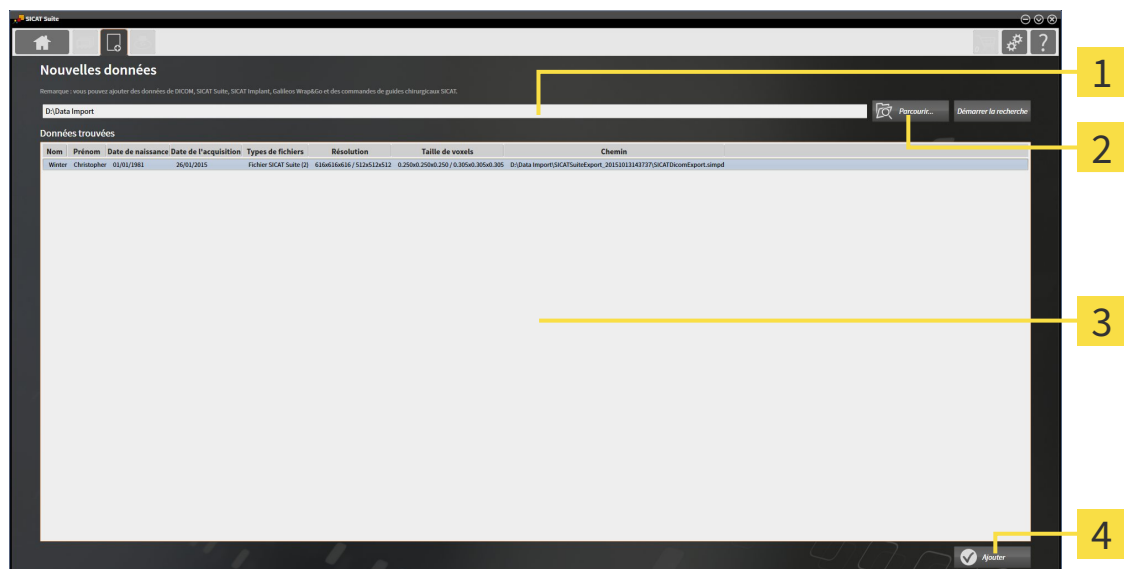 SICAT Suite
?
Nouvelles données
Remarque : vous pouvez ajouter des données de DICOM, SICAT Suite, SICAT Implant, Galileos Wrap&Go et des commandes de guides chirurgicaux SICAT.
D:\Data Import
Parcourir...
Démarrer la recherche
Données trouvées
Nom Prénom Date de naissance Date de l'acquisition Types de fichiers Résolution Taille de voxels Chemin
Winter Christopher 01/01/1981 26/01/2015 Fichier SICAT Suite (2) 616x616x616 / 512x512x512 0.250x0.250x0.250 / 0.305x0.305x0.305 D:\Data Import\SICATSuiteExport_20151013143737\SICATDicomExport.simpd
Ajouter
1
2
3
4